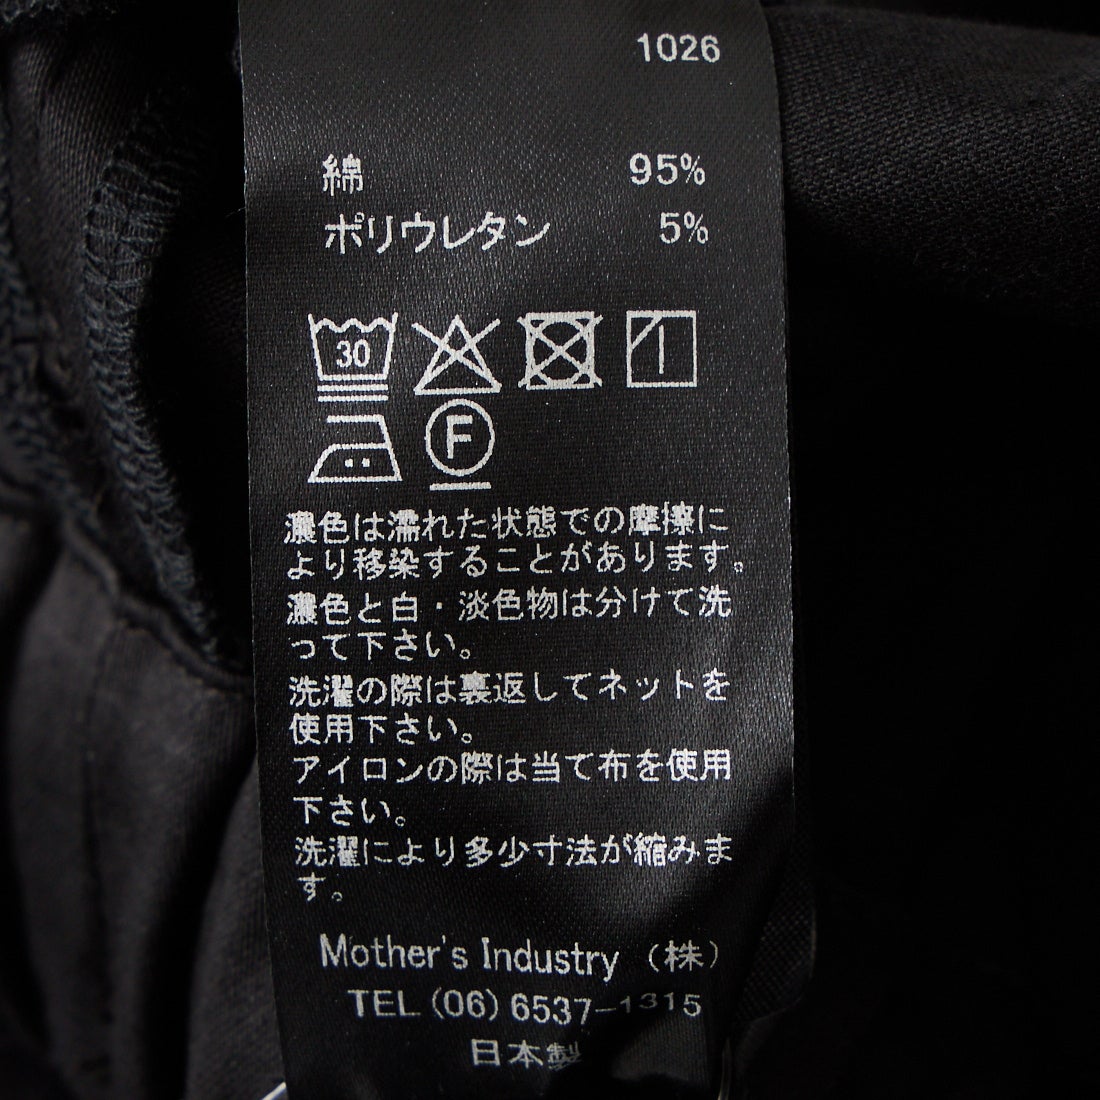 1026
綿 95%
ポリウレタン 5%
30
F
濃色は濡れた状態での摩擦に
より移染することがあります。
濃色と白・淡色物は分けて洗
って下さい。
洗濯の際は裏返してネットを
使用下さい。
アイロンの際は当て布を使用
下さい。
洗濯により多少寸法が縮みま
す。
Mother's Industry (株)
TEL (06) 6537-1315
日本製